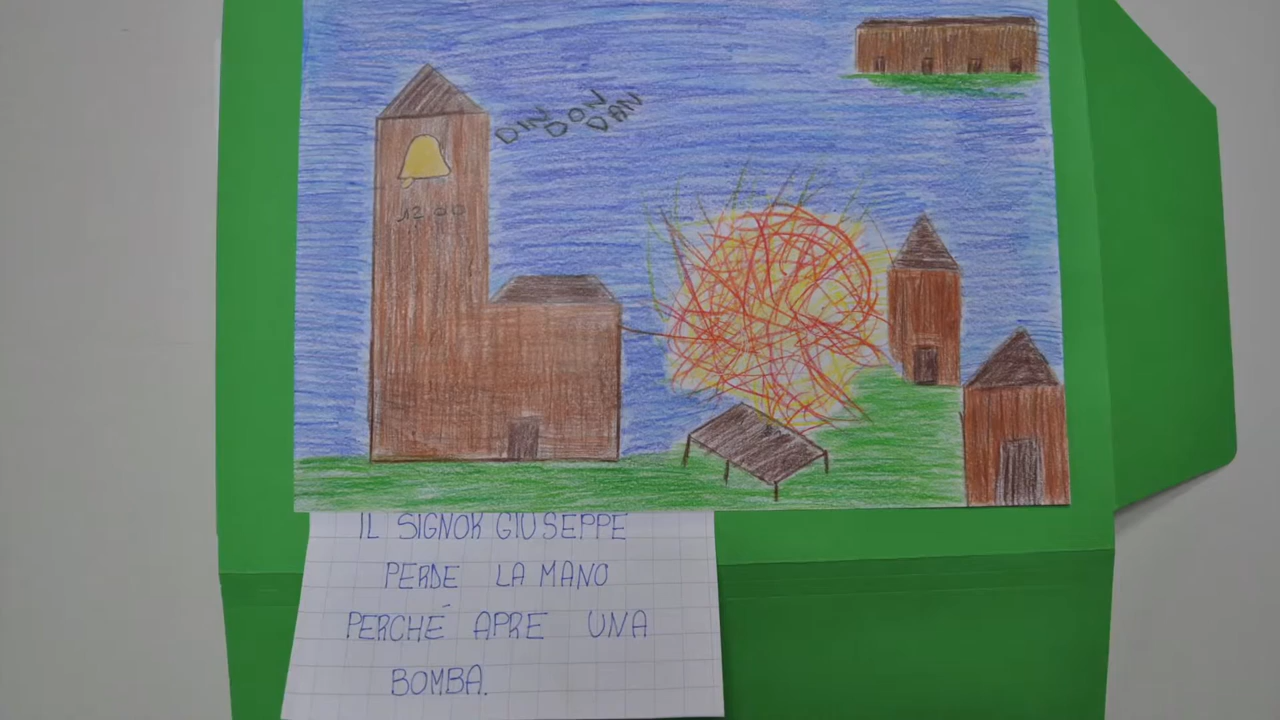 DIN
DON
DAN
12.00
IL SIGNOR GIUSEPPE
PERDE LA MANO
PERCHÉ APRE UNA
BOMBA.